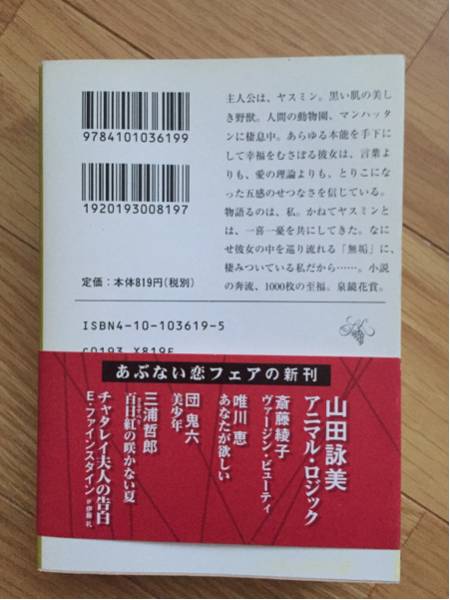 9784101036199
1920193008197
定価:本体819円(税別)
ISBN4-10-103619-5
C0193 ¥819E
主人公は、ヤスミン。黒い肌の美し
き野獣。人間の動物園、マンハッタ
ンに棲息中。あらゆる本能を手下に
して幸福をむさぼる彼女は、言葉
よりも、愛の理論よりも、とりこにな
った五感のせつなさを信じている。
物語るのは、私。かねてヤスミンと
は、一喜一憂を共にしてきた。なに
せ彼女の中を巡り流れる「無垢」に、
棲みついている私だから……。小説
の奔流、1000枚の至福。泉鏡花賞。
あぶない恋フェアの新刊
山田詠美
アニマル・ロジック
斎藤綾子
ヴァージン・ビューティ
唯川 恵
あなたが欲しい
団 鬼六
美少年
三浦哲郎
百日紅の咲かない夏
チャタレイ夫人の告白
E・ファインスタイン
伊藤 礼